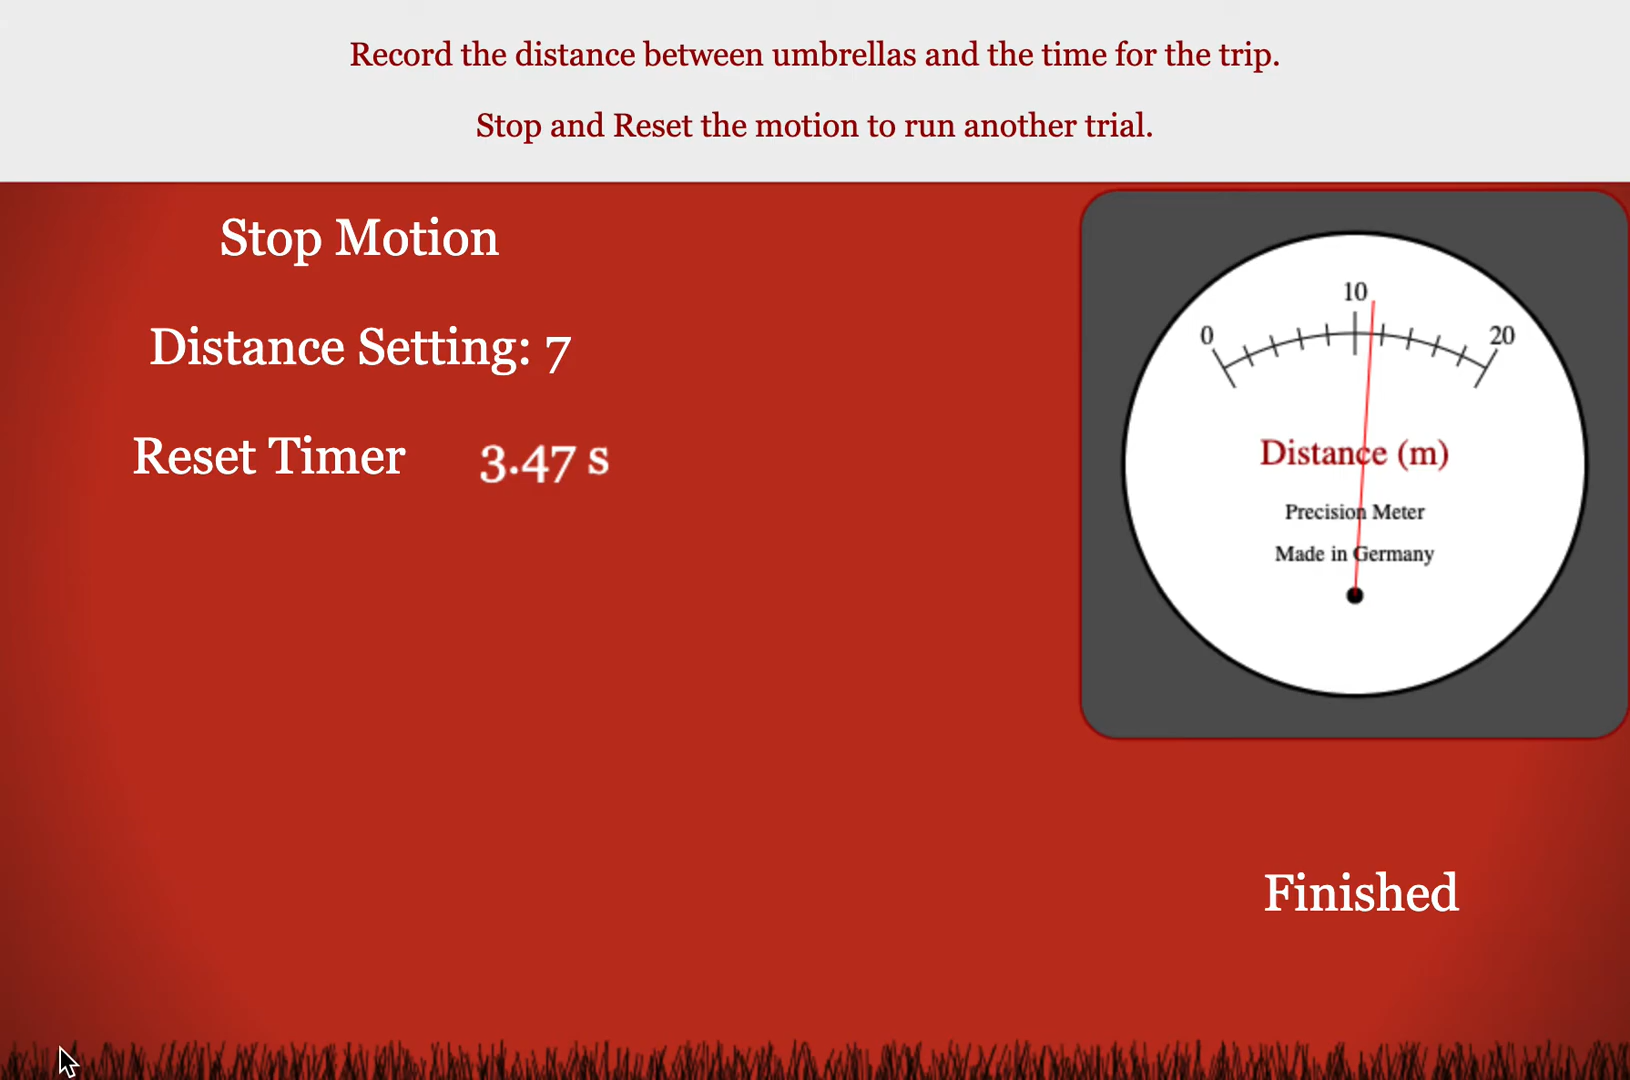 Record the distance between umbrellas and the time for the trip.
Stop and Reset the motion to run another trial.
Stop Motion
Distance Setting: 7
Reset Timer 3.47 s
0 10 20
Distance (m)
Precision Meter
Made in Germany
Finished